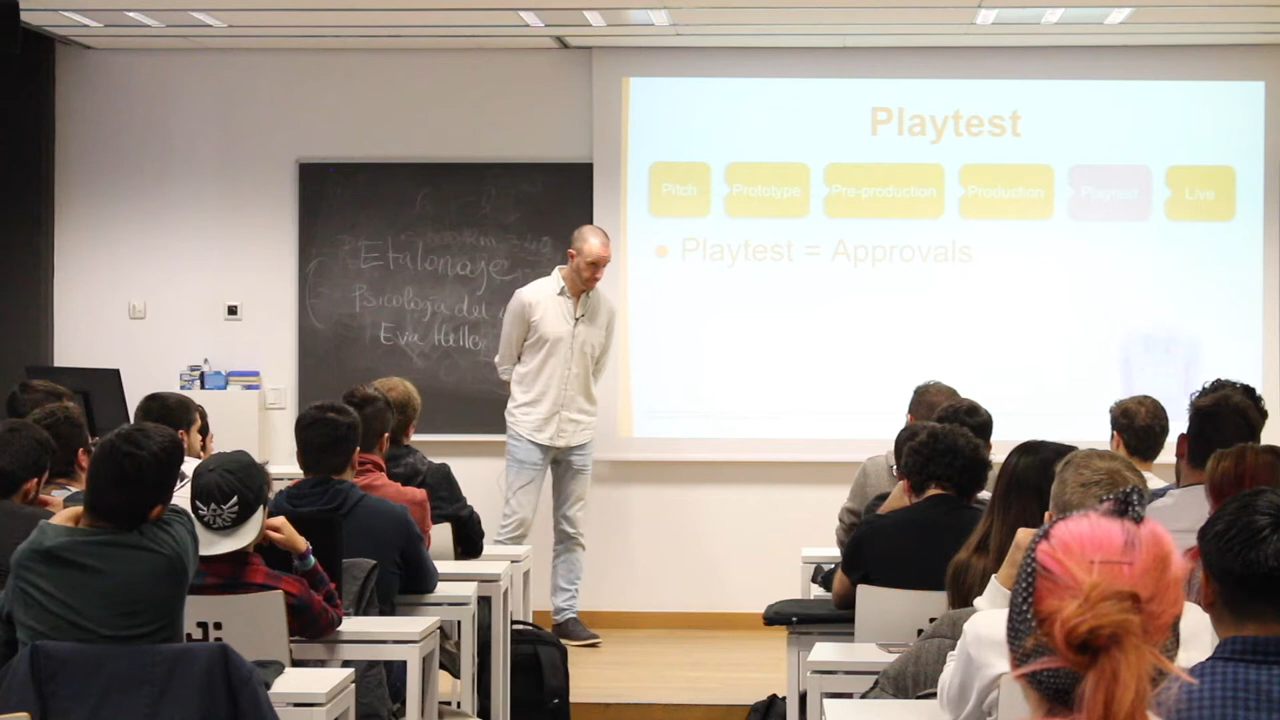 Etalonaje
Psicología del
Eva Heller
Playtest
Pitch
Prototype
Pre-production
Production
Playtest
Live
• Playtest = Approvals